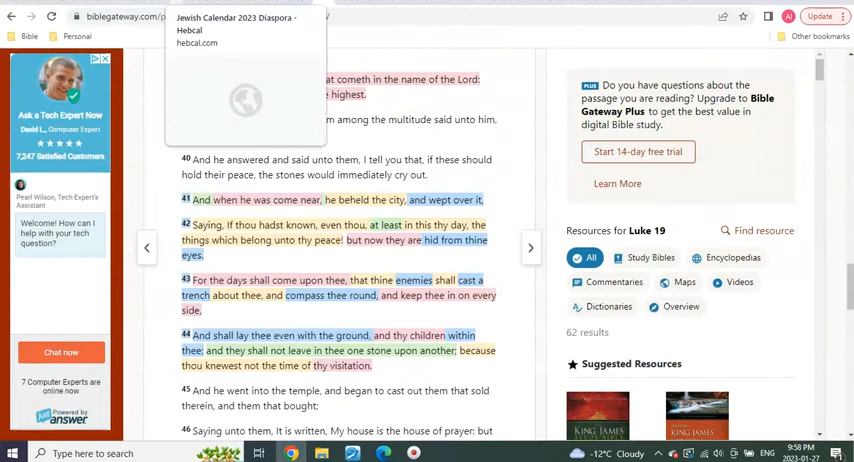 Jewish Calendar 2023 Diaspora -
Hebcal
hebcal.com
biblegateway.com/p
Update
Bible
Personal
Other bookmarks
Ask a Tech Expert Now
David L., Computer Expert
7,247 Satisfied Customers
Pearl Wilson, Tech Expert's
Assistant
Welcome! How can I
help with your tech
question?
Chat now
7 Computer Experts are
online now
Powered by
JustAnswer
at cometh in the name of the Lord:
highest.
m among the multitude said unto him,
40 And he answered and said unto them, I tell you that, if these should
hold their peace, the stones would immediately cry out.
41 And when he was come near, he beheld the city, and wept over it,
42 Saying, If thou hadst known, even thou, at least in this thy day, the
things which belong unto thy peace! but now they are hid from thine
eyes.
43 For the days shall come upon thee, that thine enemies shall cast a
trench about thee, and compass thee round, and keep thee in on every
side,
44 And shall lay thee even with the ground, and thy children within
thee; and they shall not leave in thee one stone upon another; because
thou knewest not the time of thy visitation.
45 And he went into the temple, and began to cast out them that sold
therein, and them that bought;
46 Saying unto them, It is written, My house is the house of prayer: but
PLUS Do you have questions about the
passage you are reading? Upgrade to Bible
Gateway Plus to get the best value in
digital Bible study.
Start 14-day free trial
Learn More
Resources for Luke 19
Find resource
All
Study Bibles
Encyclopedias
Commentaries
Maps
Videos
Dictionaries
Overview
62 results
Suggested Resources
KING JAMES
KING JAMES
Type here to search
-12°C Cloudy
ENG
9:58 PM
2023-01-27